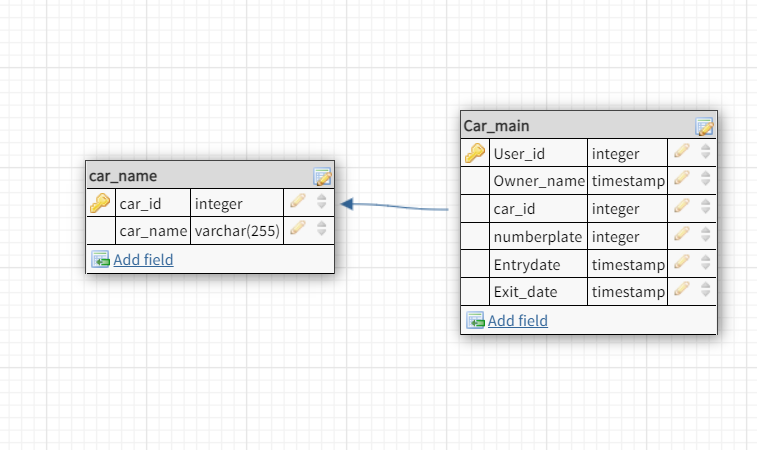 car_name
car_id integer
car_name varchar(255)
Add field
Car_main
User_id integer
Owner_name timestamp
car_id integer
numberplate integer
Entrydate timestamp
Exit_date timestamp
Add field